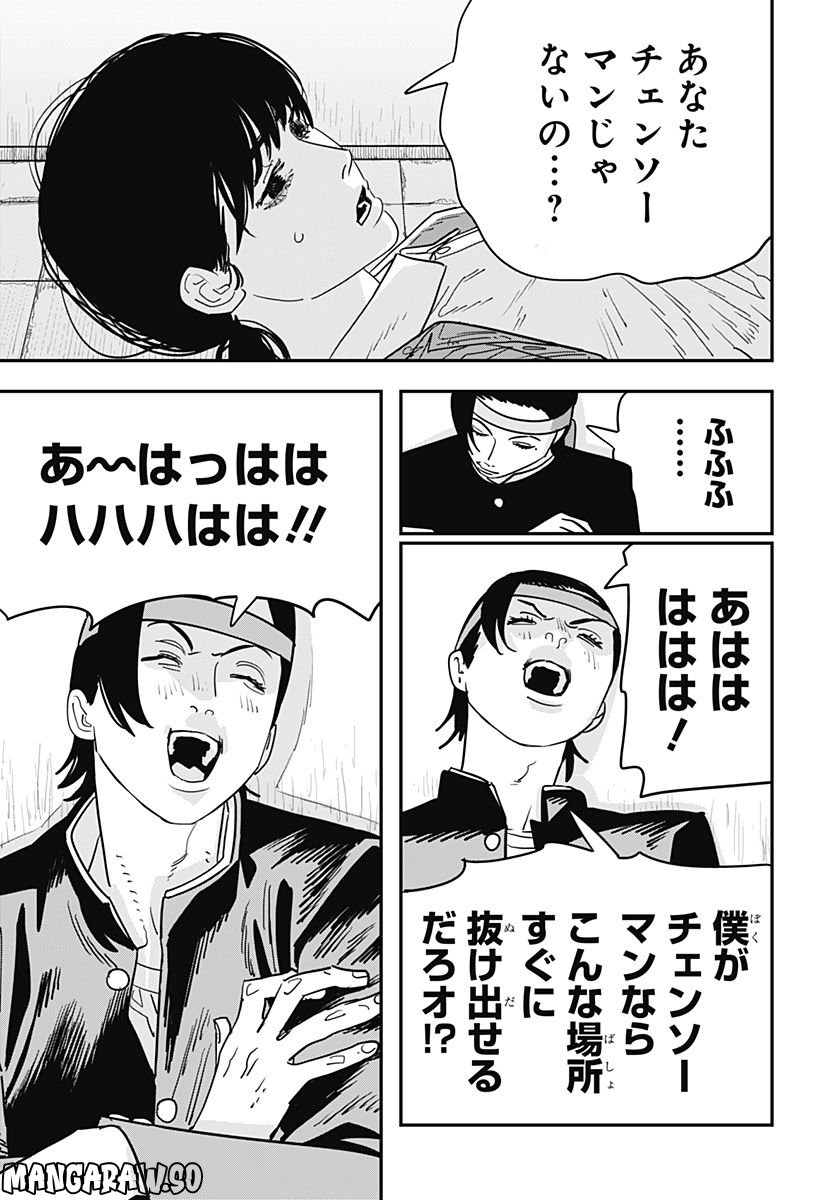 あなた
チェンソー
マンじゃ
ないの…?
ふふふ
……
あはは
ははは!
僕が
チェンソー
マンなら
こんな場所
すぐに
抜け出せる
だろオ!?
あ〜〜はっはは
ハハハはは!!
MANGARAW.SO